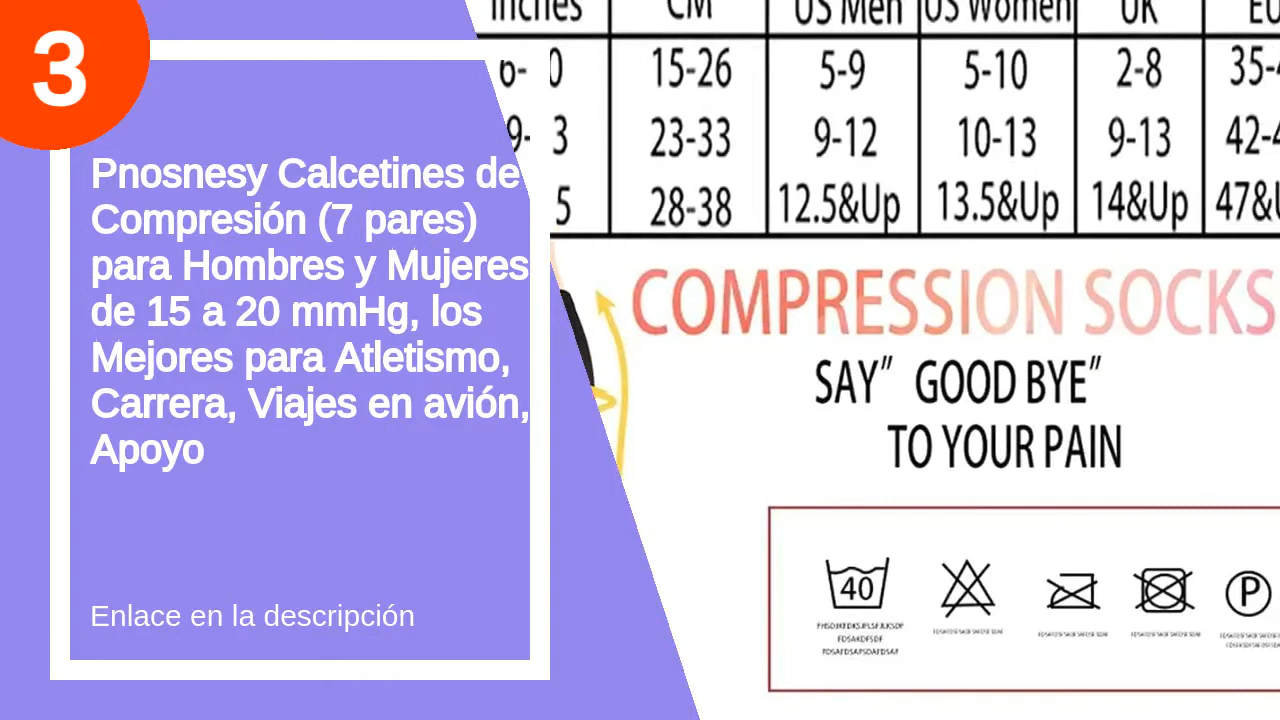 3
Pnosnesy Calcetines de
Compresión (7 pares)
para Hombres y Mujeres
de 15 a 20 mmHg, los
Mejores para Atletismo,
Carrera, Viajes en avión,
Apoyo
Enlace en la descripción
Inches CM US Men US Women UK EU
15-26 5-9 5-10 2-8
23-33 9-12 10-13 9-13
28-38 12.5&Up 13.5&Up 14&Up
COMPRESSION SOCKS
SAY" GOOD BYE"
TO YOUR PAIN
40 P